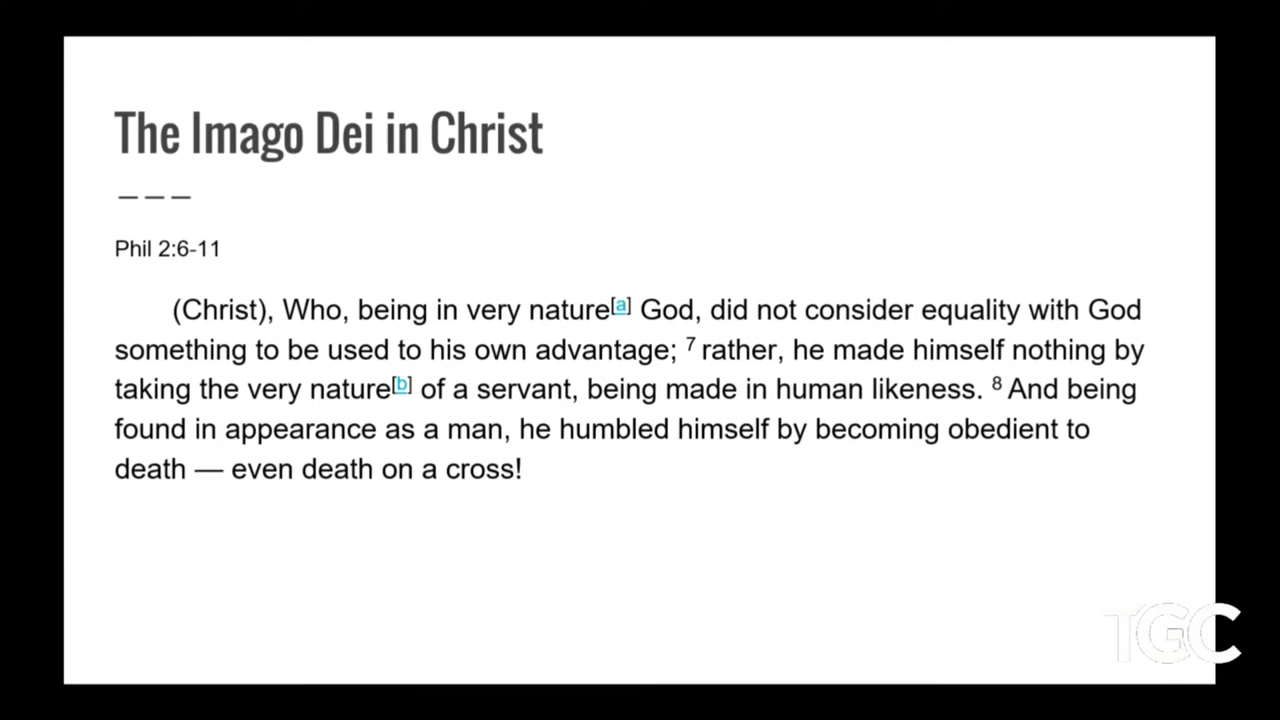 The Imago Dei in Christ
Phil 2:6-11
(Christ), Who, being in very nature[a] God, did not consider equality with God
something to be used to his own advantage; 7 rather, he made himself nothing by
taking the very nature[b] of a servant, being made in human likeness. 8 And being
found in appearance as a man, he humbled himself by becoming obedient to
death — even death on a cross!
TGC